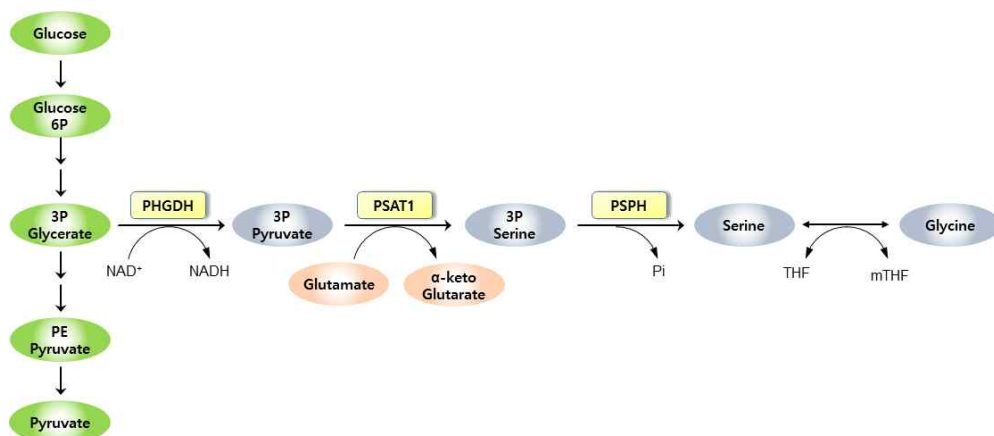 Glucose
Glucose
6P
PHGDH
PSAT1
PSPH
3P
Glycerate
3P
Pyruvate
3P
Serine
Serine
Glycine
NAD⁺
NADH
Glutamate
α-keto
Glutarate
Pi
THF
mTHF
PE
Pyruvate
Pyruvate